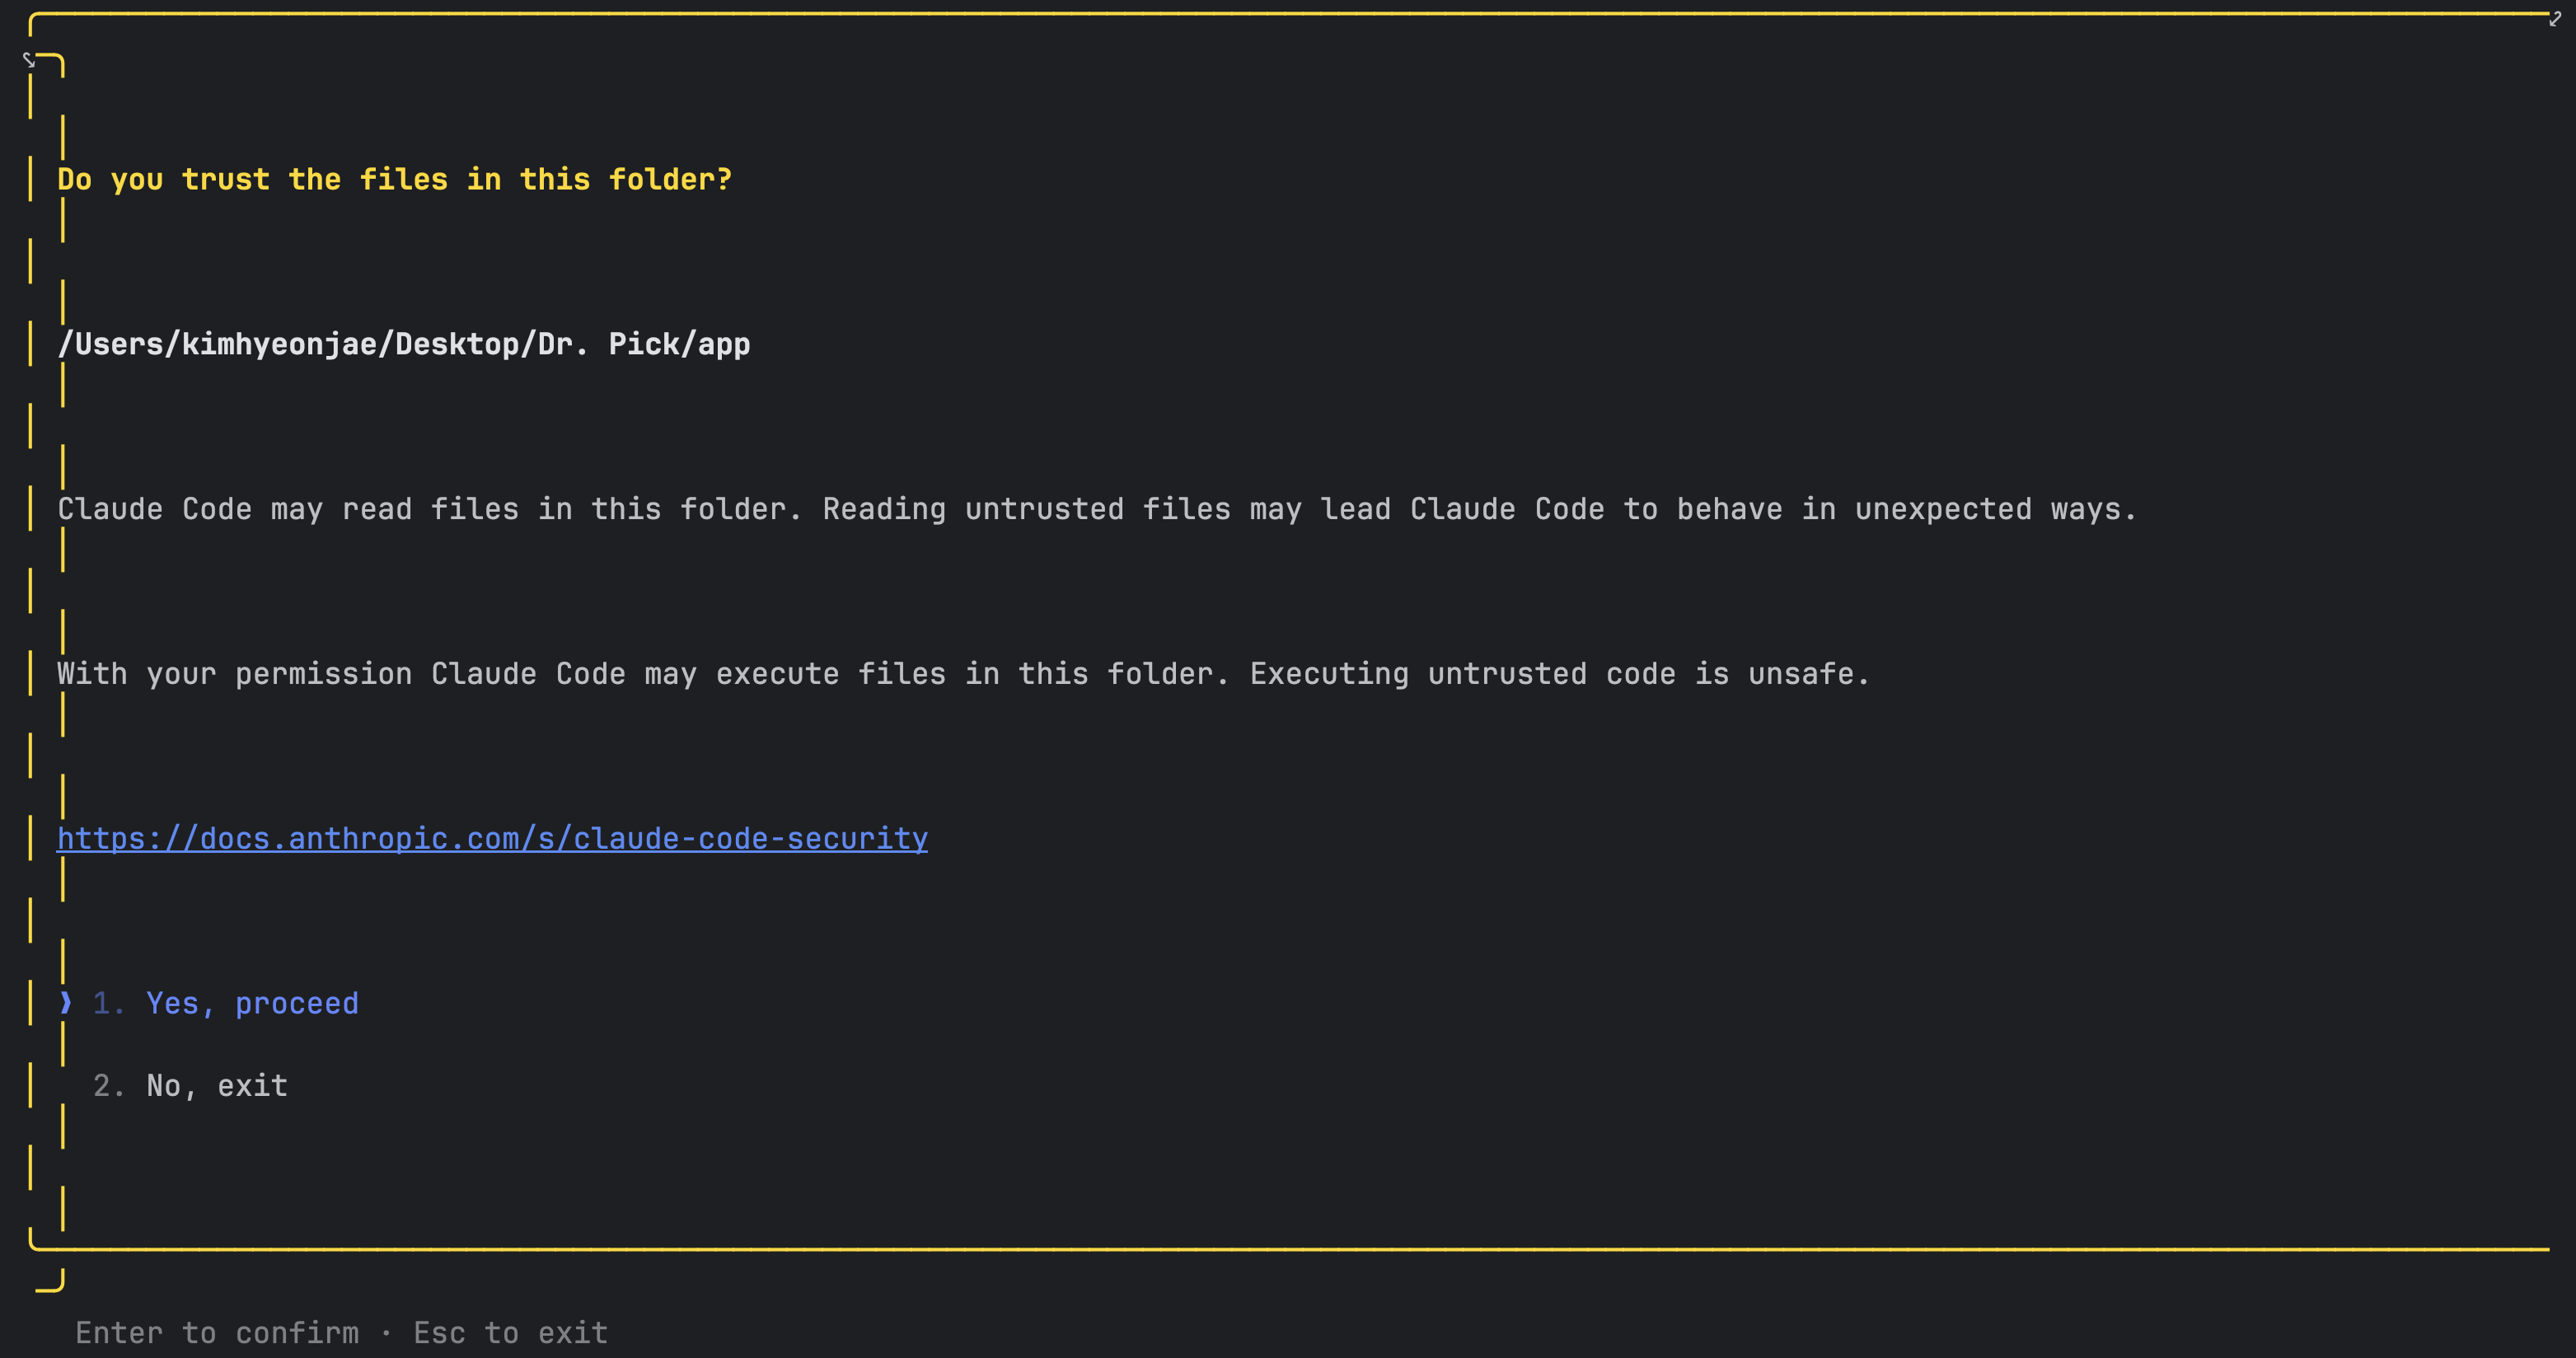 Do you trust the files in this folder?
/Users/kimhyeonjae/Desktop/Dr. Pick/app
Claude Code may read files in this folder. Reading untrusted files may lead Claude Code to behave in unexpected ways.
With your permission Claude Code may execute files in this folder. Executing untrusted code is unsafe.
https://docs.anthropic.com/s/claude-code-security
❯ 1. Yes, proceed
2. No, exit
Enter to confirm · Esc to exit